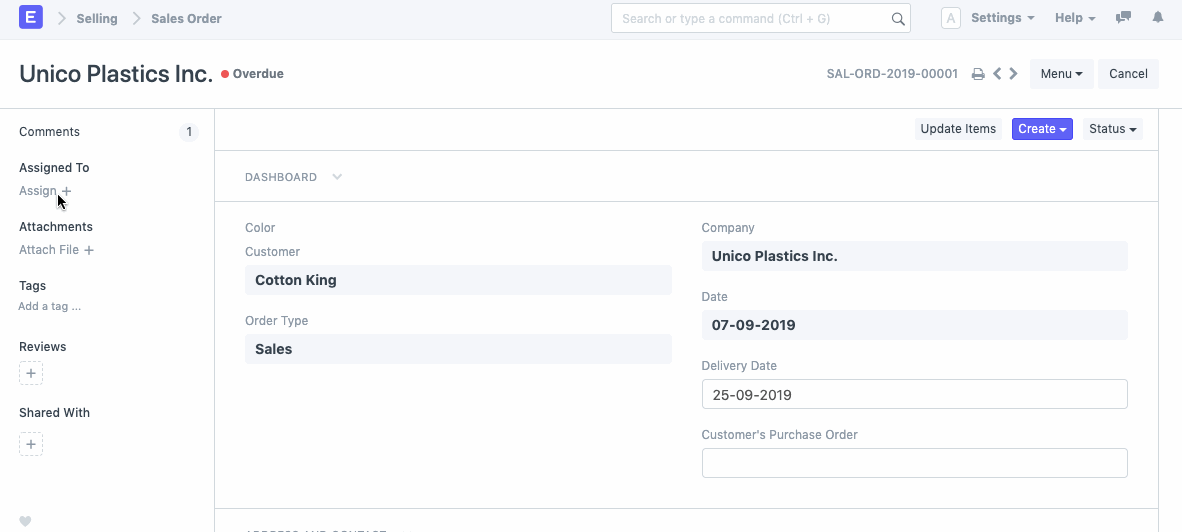 E Selling Sales Order Search or type a command (Ctrl + G) A Settings Help
Unico Plastics Inc. Overdue SAL-ORD-2019-00001 Menu Cancel
Comments 1
Update Items Create Status
Assigned To
Assign +
DASHBOARD
Attachments
Attach File +
Tags
Add a tag ...
Reviews
+
Shared With
+
Color
Customer
Cotton King
Order Type
Sales
Company
Unico Plastics Inc.
Date
07-09-2019
Delivery Date
25-09-2019
Customer's Purchase Order